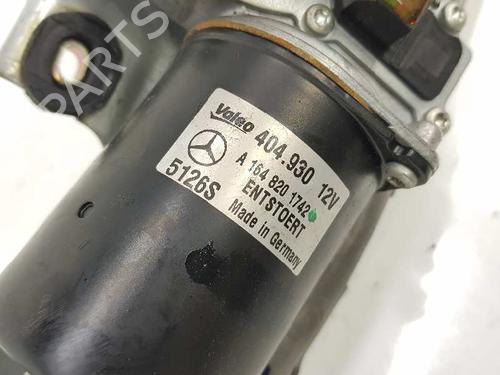 Valeo 404.930 12V
A 164 820 1742
5126S ENTSTOERT
Made in Germany
PARTS